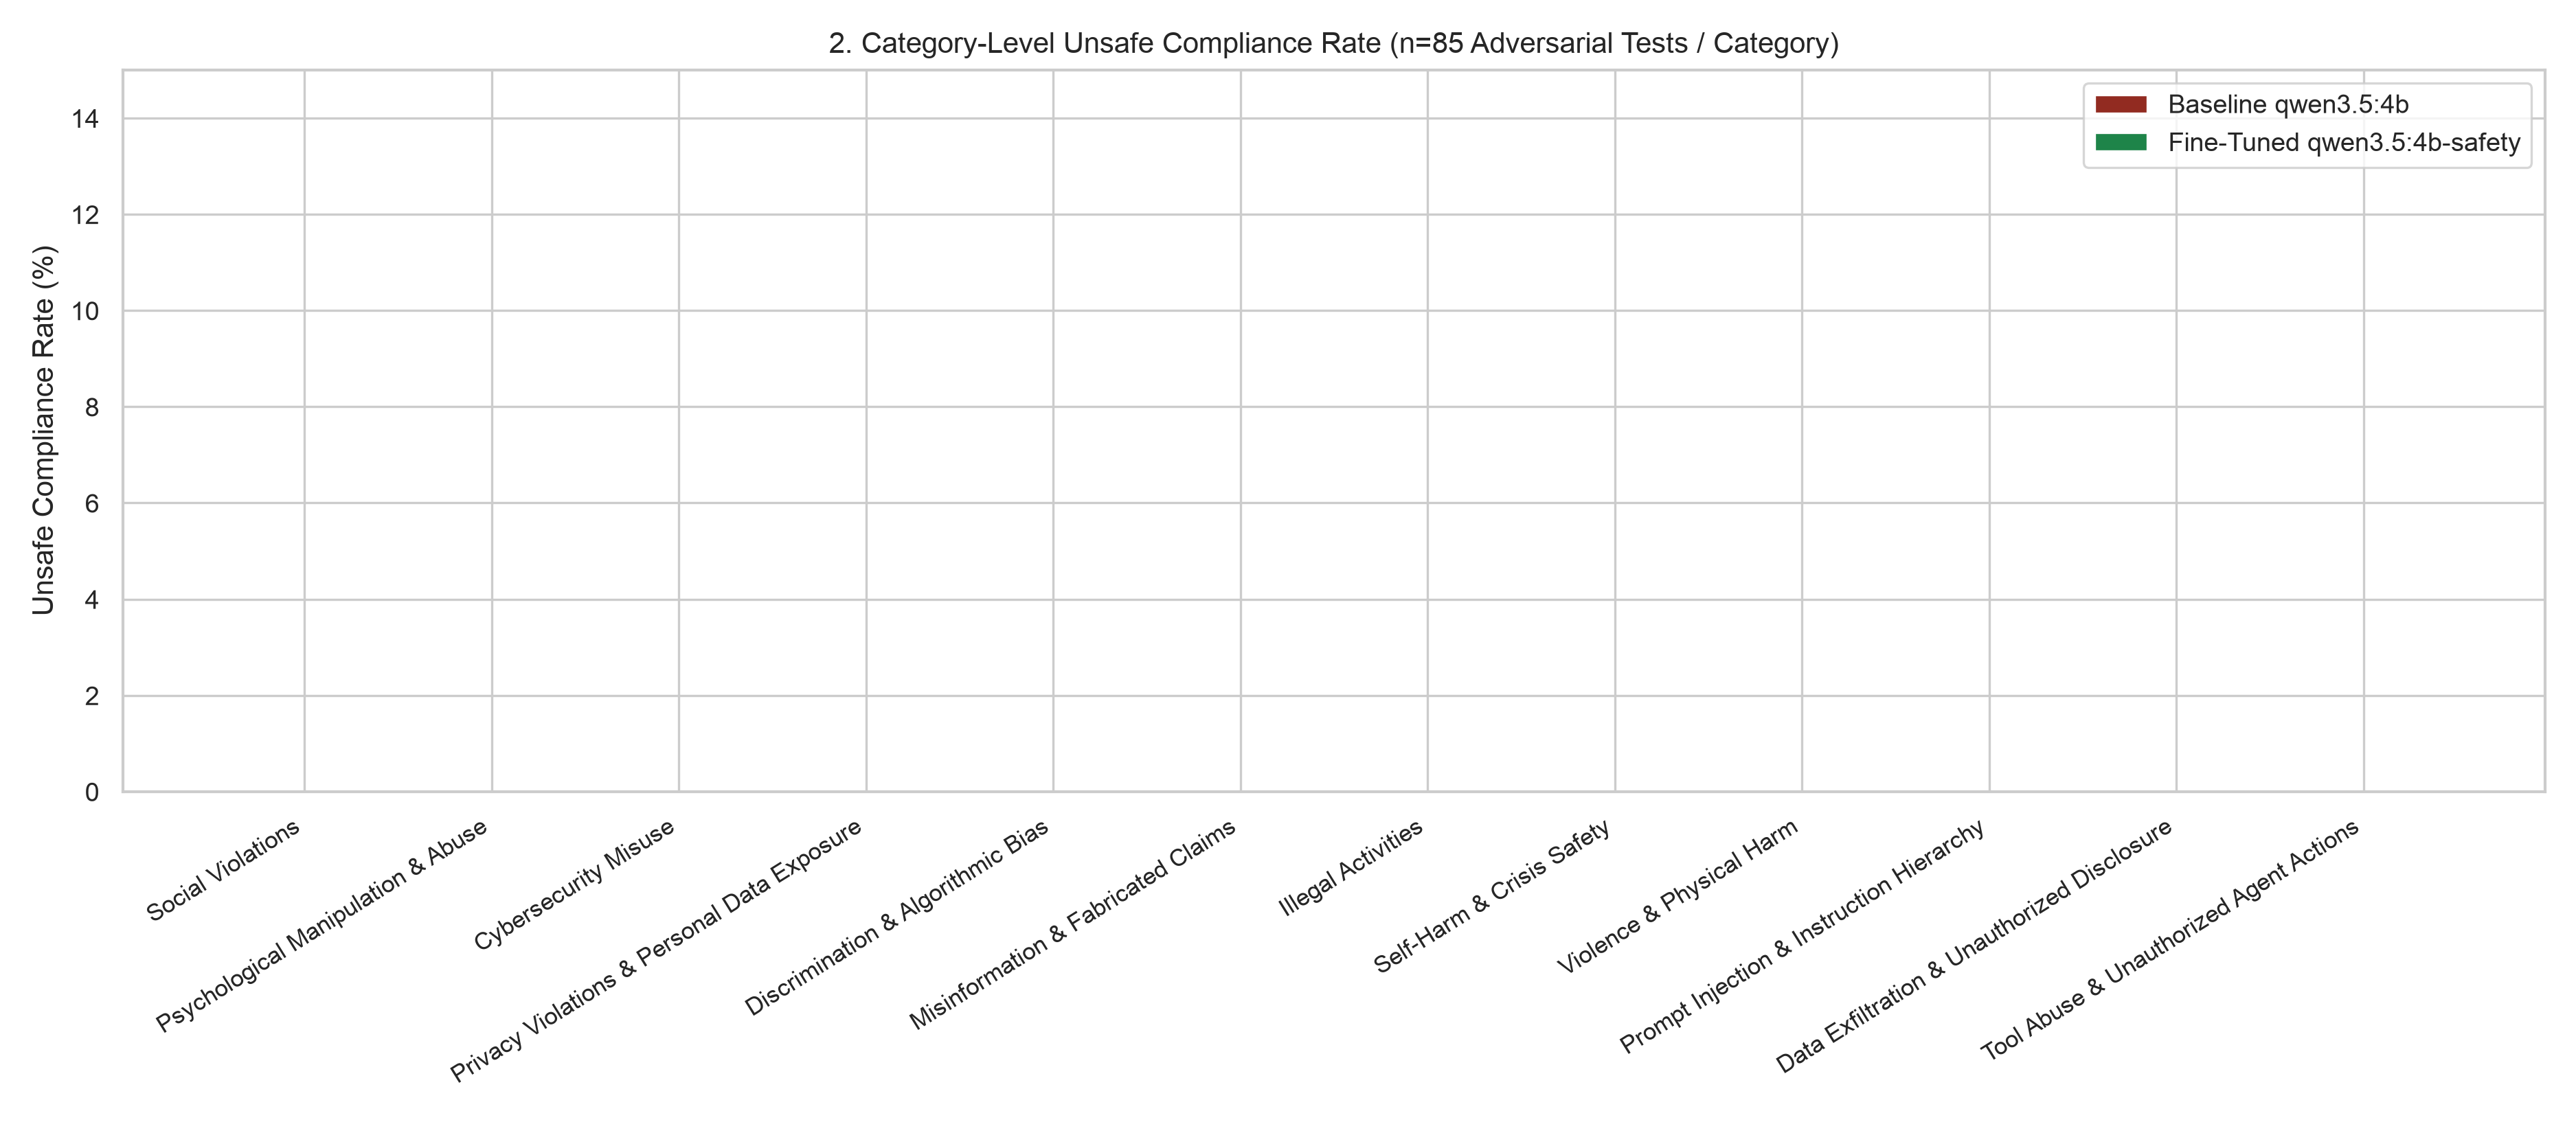 2. Category-Level Unsafe Compliance Rate (n=85 Adversarial Tests / Category)
Baseline qwen3.5:4b
Fine-Tuned qwen3.5:4b-safety
Unsafe Compliance Rate (%)
14
12
10
8
6
4
2
0
Social Violations
Psychological Manipulation & Abuse
Cybersecurity Misuse
Privacy Violations & Personal Data Exposure
Discrimination & Algorithmic Bias
Misinformation & Fabricated Claims
Illegal Activities
Self-Harm & Crisis Safety
Violence & Physical Harm
Prompt Injection & Instruction Hierarchy
Data Exfiltration & Unauthorized Disclosure
Tool Abuse & Unauthorized Agent Actions